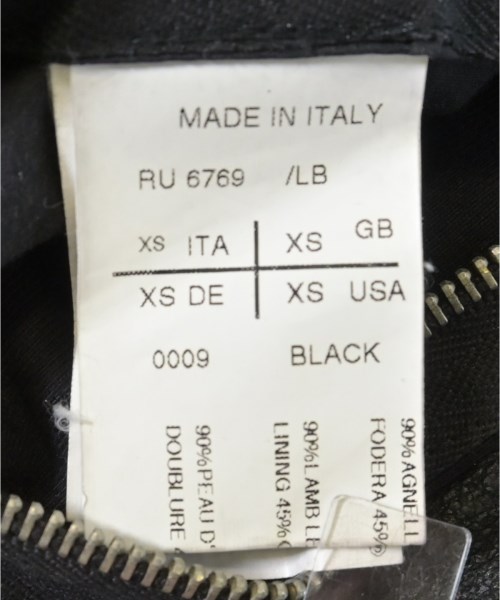 MADE IN ITALY
RU 6769 /LB
XS ITA XS GB
XS DE XS USA
0009 BLACK
90% AGNELL
FODERA 45%
90% LAMB LE
LINING 45%
90% PEAU D'
DOUBLURE